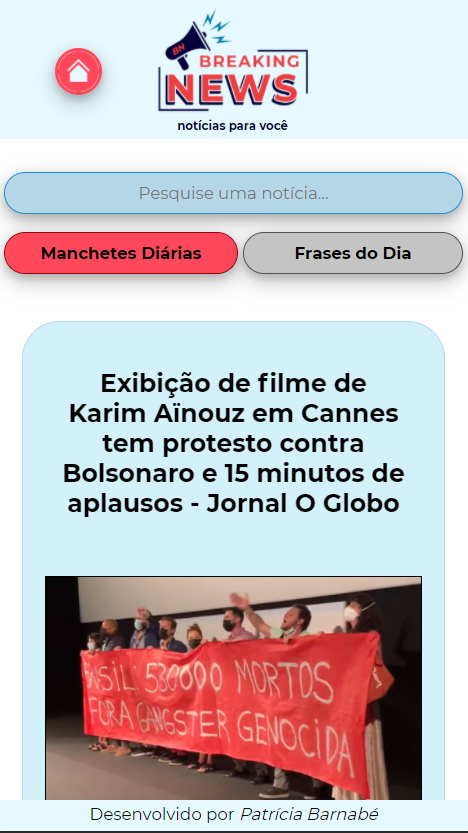 BN
BREAKING
NEWS
notícias para você
Pesquise uma notícia...
Manchetes Diárias
Frases do Dia
Exibição de filme de
Karim Aïnouz em Cannes
tem protesto contra
Bolsonaro e 15 minutos de
aplausos - Jornal O Globo
530000 MORTOS
FORA GANGSTER GENOCIDA
Desenvolvido por Patrícia Barnabé